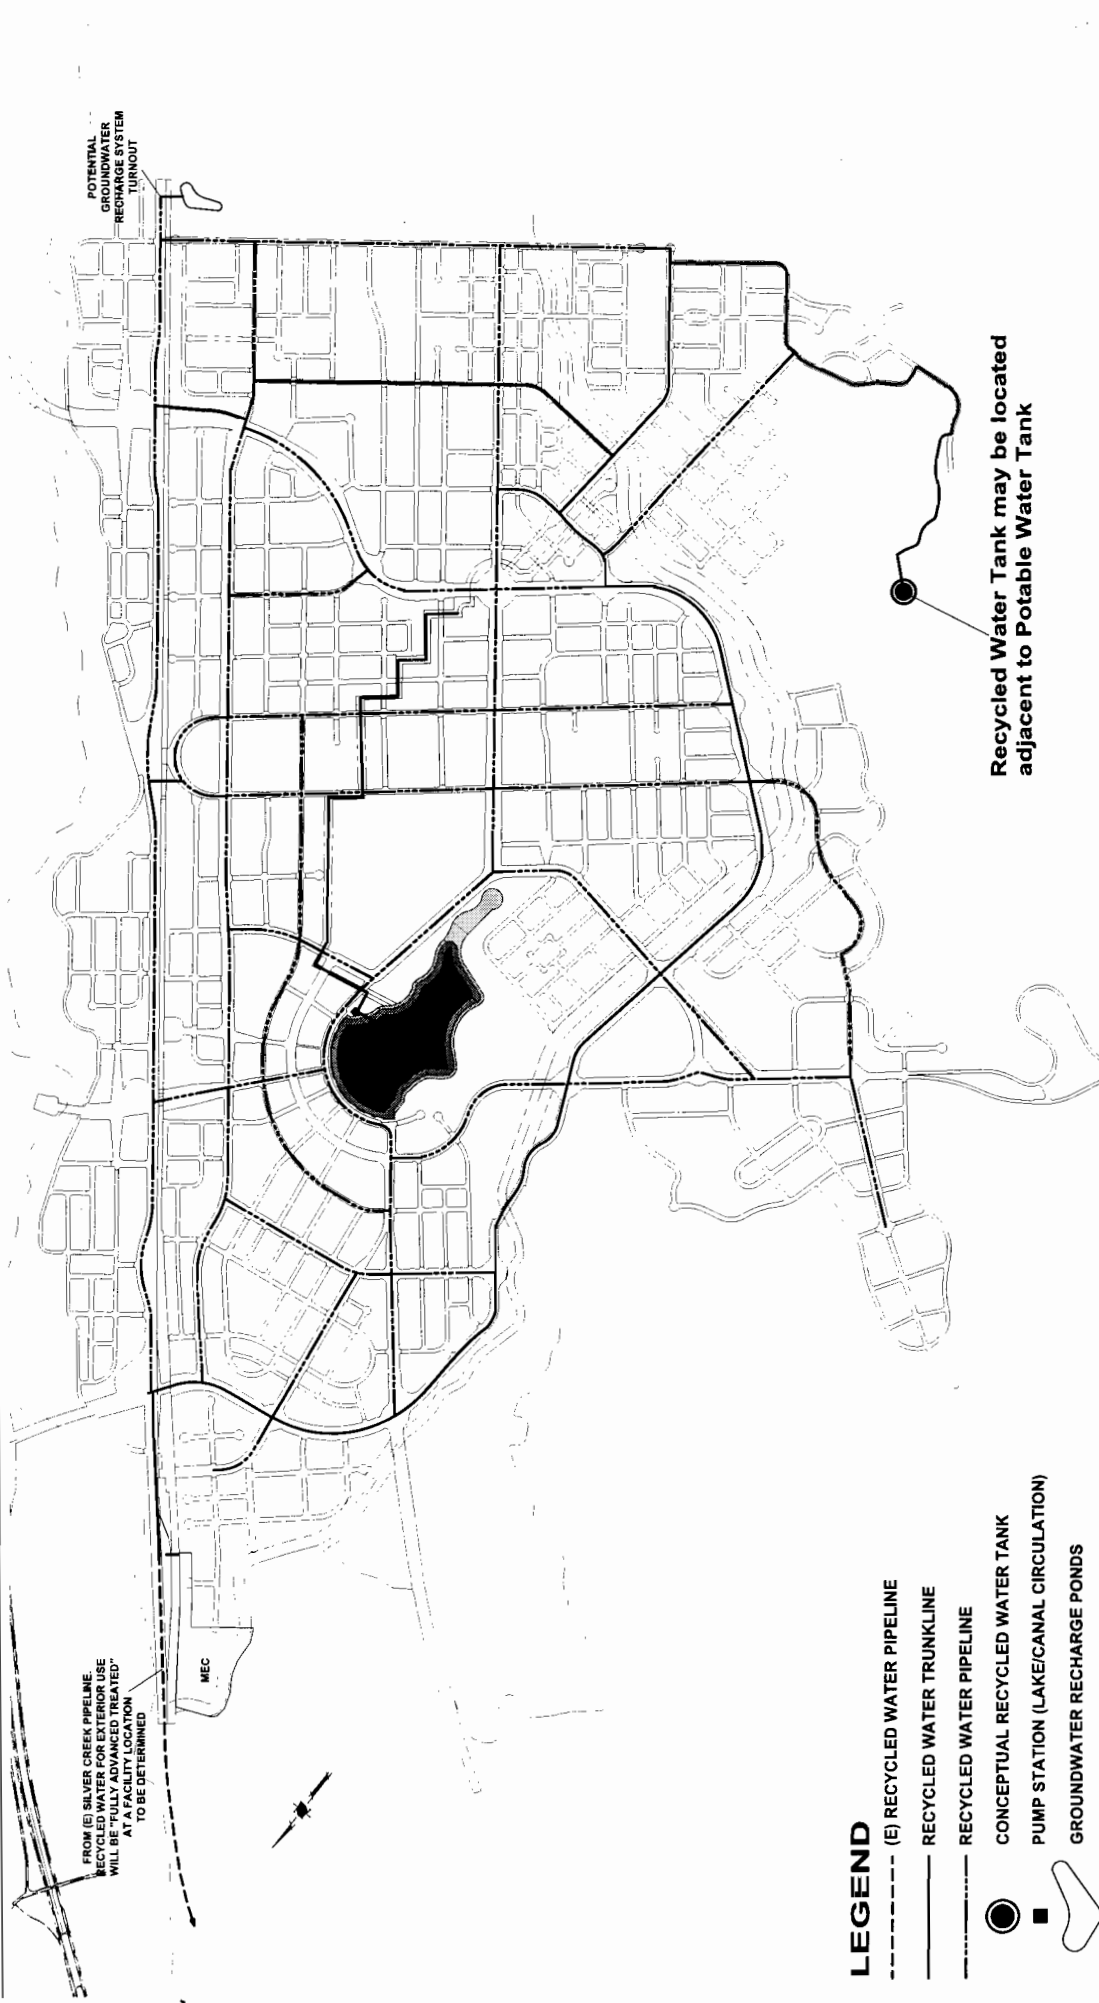 POTENTIAL
GROUNDWATER
RECHARGE SYSTEM
TURNOUT
Recycled Water Tank may be located
adjacent to Potable Water Tank
FROM (E) SILVER CREEK PIPELINE.
RECYCLED WATER FOR EXTERIOR USE
WILL BE "FULLY ADVANCED TREATED"
AT A FACILITY LOCATION
TO BE DETERMINED
MEC
LEGEND
(E) RECYCLED WATER PIPELINE
RECYCLED WATER TRUNKLINE
RECYCLED WATER PIPELINE
CONCEPTUAL RECYCLED WATER TANK
PUMP STATION (LAKE/CANAL CIRCULATION)
GROUNDWATER RECHARGE PONDS